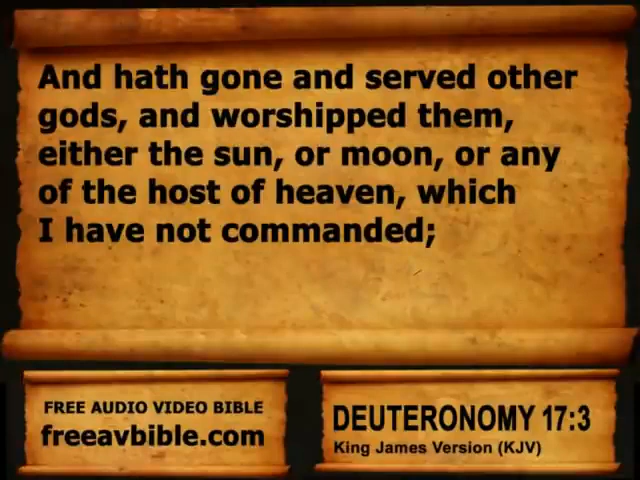 And hath gone and served other
gods, and worshipped them,
either the sun, or moon, or any
of the host of heaven, which
I have not commanded;
FREE AUDIO VIDEO BIBLE
freeavbible.com
DEUTERONOMY 17:3
King James Version (KJV)